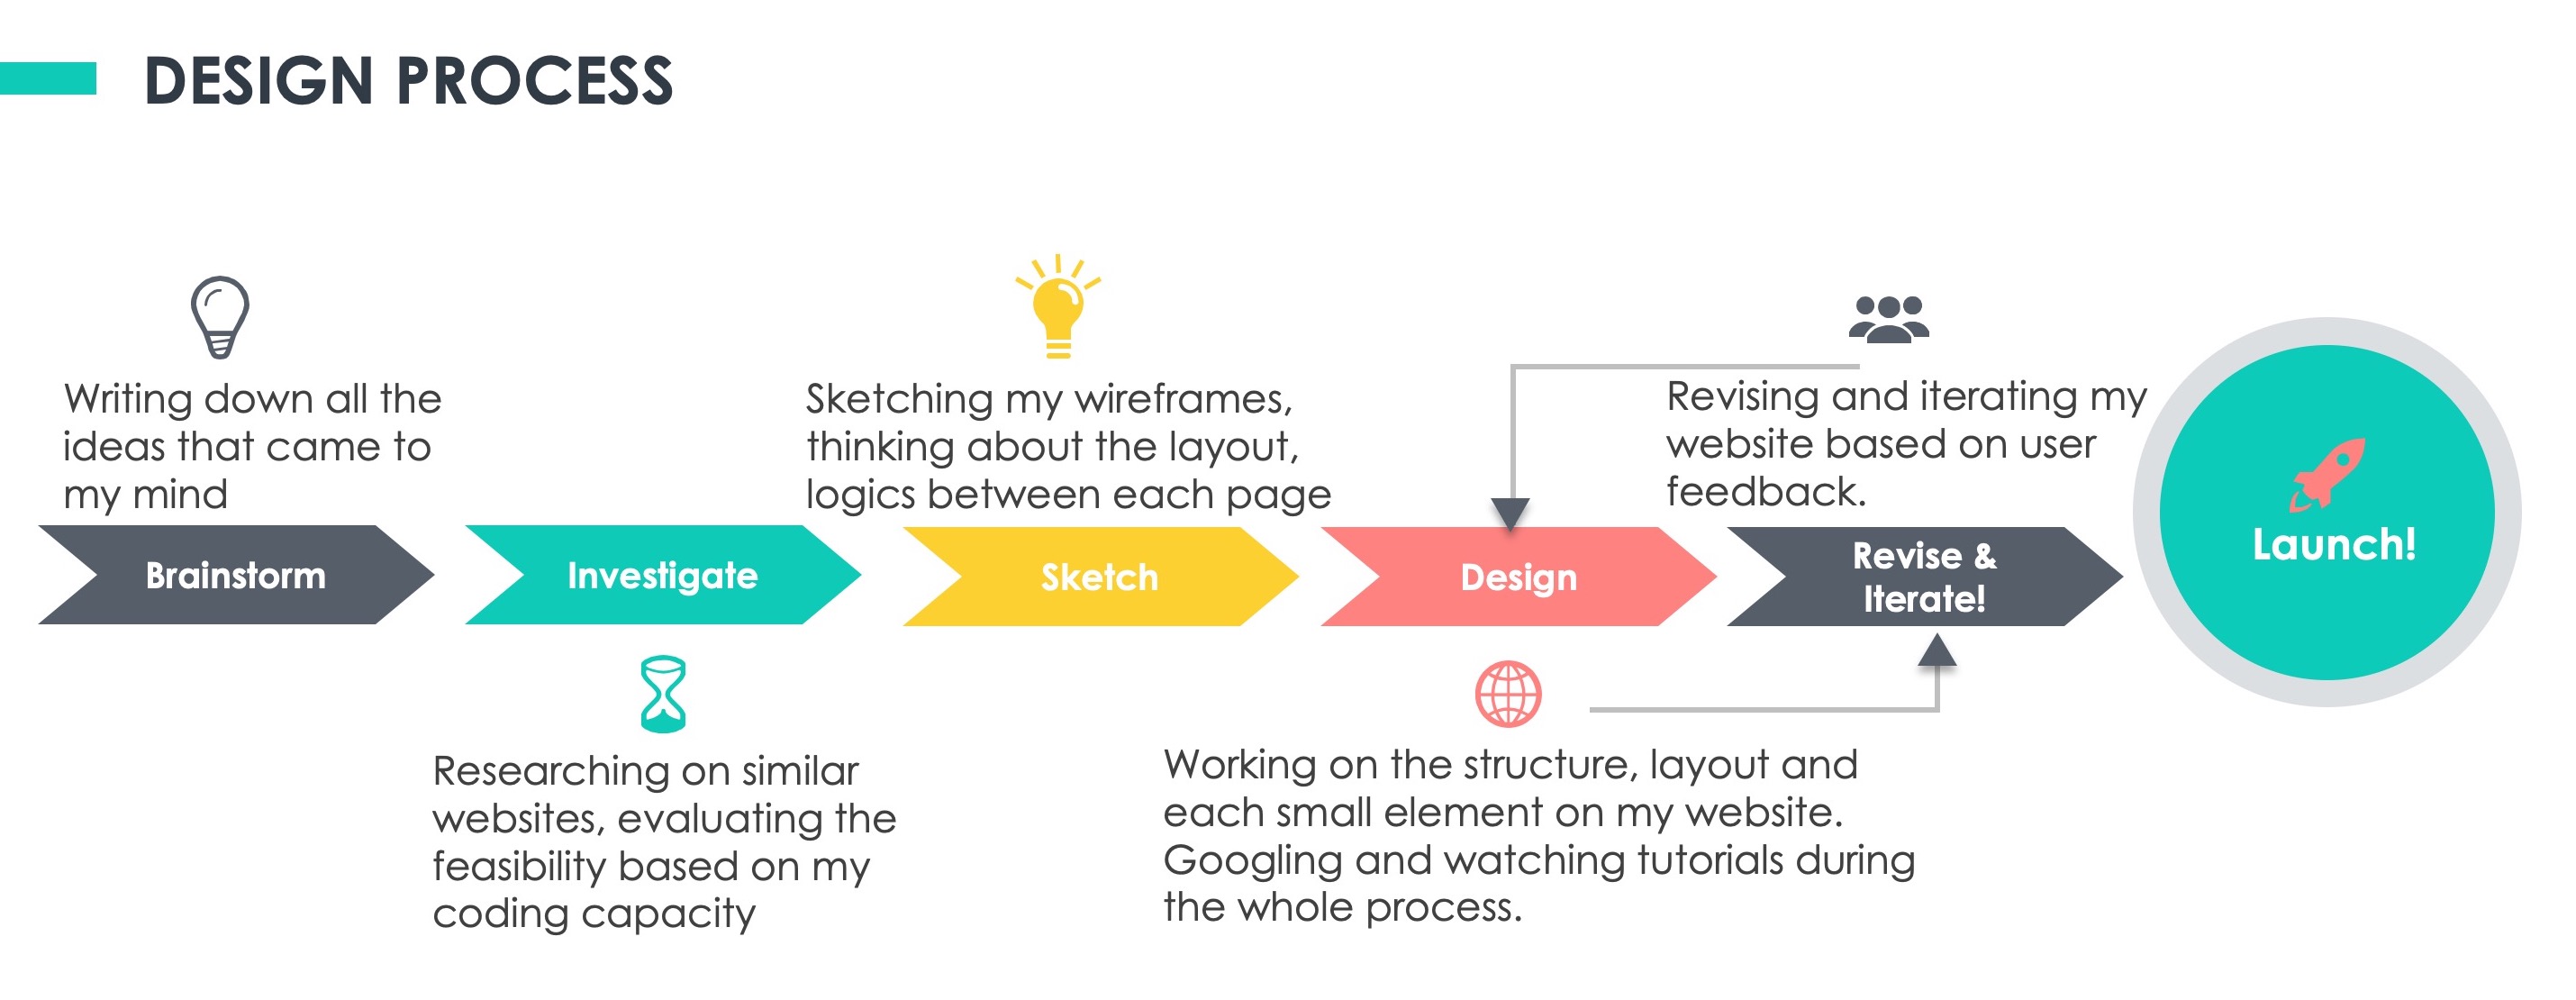 DESIGN PROCESS
Writing down all the
ideas that came to
my mind
Brainstorm
Investigate
Researching on similar
websites, evaluating the
feasibility based on my
coding capacity
Sketching my wireframes,
thinking about the layout,
logics between each page
Sketch
Design
Working on the structure, layout and
each small element on my website.
Googling and watching tutorials during
the whole process.
Revising and iterating my
website based on user
feedback.
Revise &
Iterate!
Launch!